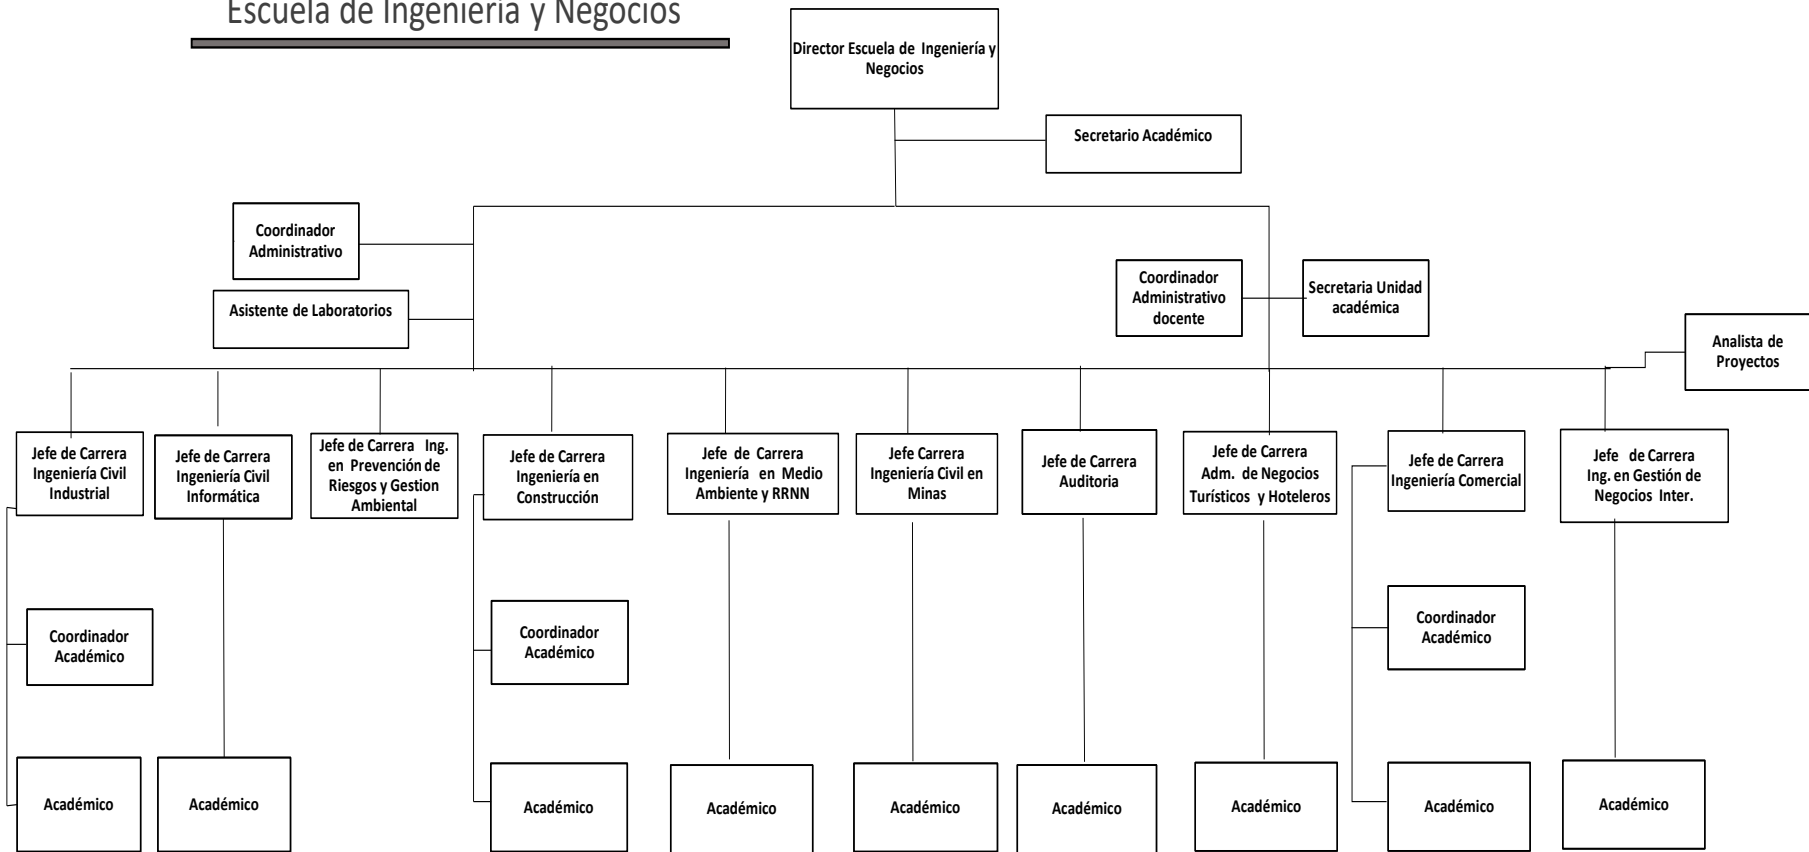 Escuela de Ingeniería y Negocios
Director Escuela de Ingeniería y
Negocios
Secretario Académico
Coordinador
Administrativo
Asistente de Laboratorios
Coordinador
Administrativo
docente
Secretaria Unidad
académica
Analista de
Proyectos
Jefe de Carrera
Ingeniería Civil
Industrial
Jefe de Carrera
Ingeniería Civil
Informática
Jefe de Carrera Ing.
en Prevención de
Riesgos y Gestion
Ambiental
Jefe de Carrera
Ingeniería en
Construcción
Jefe de Carrera
Ingeniería en Medio
Ambiente y RRNN
Jefe de Carrera
Ingeniería Civil en
Minas
Jefe de Carrera
Auditoria
Jefe de Carrera
Adm. de Negocios
Turísticos y Hoteleros
Jefe de Carrera
Ingeniería Comercial
Jefe de Carrera
Ing. en Gestión de
Negocios Inter.
Coordinador
Académico
Coordinador
Académico
Coordinador
Académico
Académico
Académico
Académico
Académico
Académico
Académico
Académico
Académico
Académico